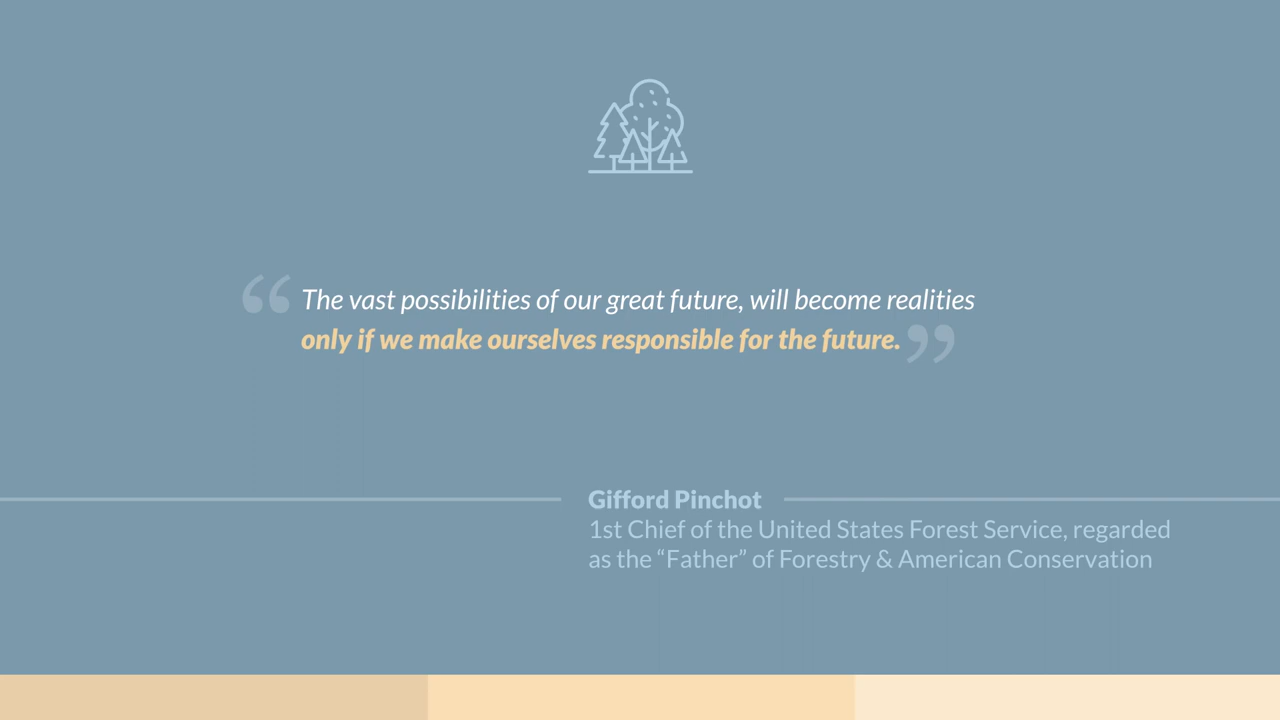 “The vast possibilities of our great future, will become realities
only if we make ourselves responsible for the future.”
Gifford Pinchot
1st Chief of the United States Forest Service, regarded
as the “Father” of Forestry & American Conservation